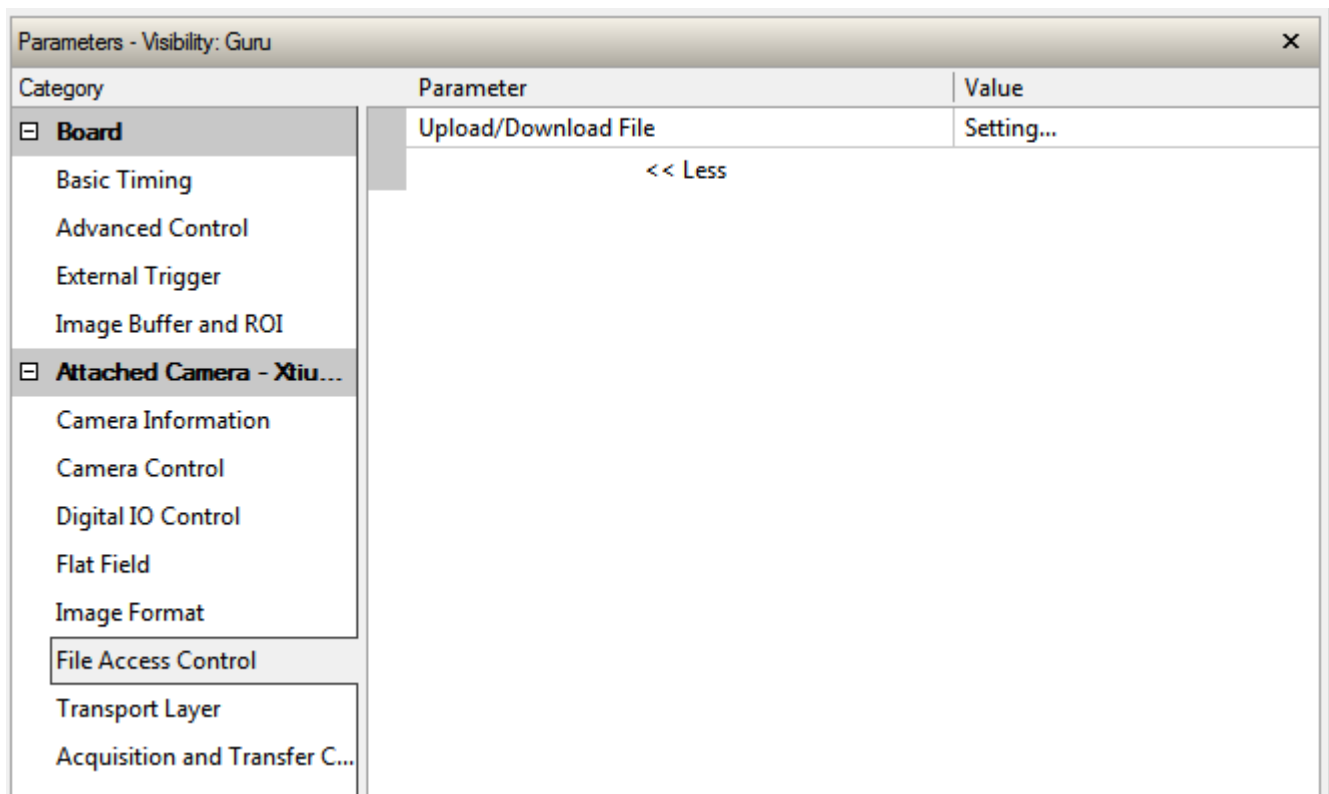 Parameters - Visibility: Guru
Category Parameter Value
Board Upload/Download File Setting...
Basic Timing << Less
Advanced Control
External Trigger
Image Buffer and ROI
Attached Camera - Xtiu...
Camera Information
Camera Control
Digital IO Control
Flat Field
Image Format
File Access Control
Transport Layer
Acquisition and Transfer C...